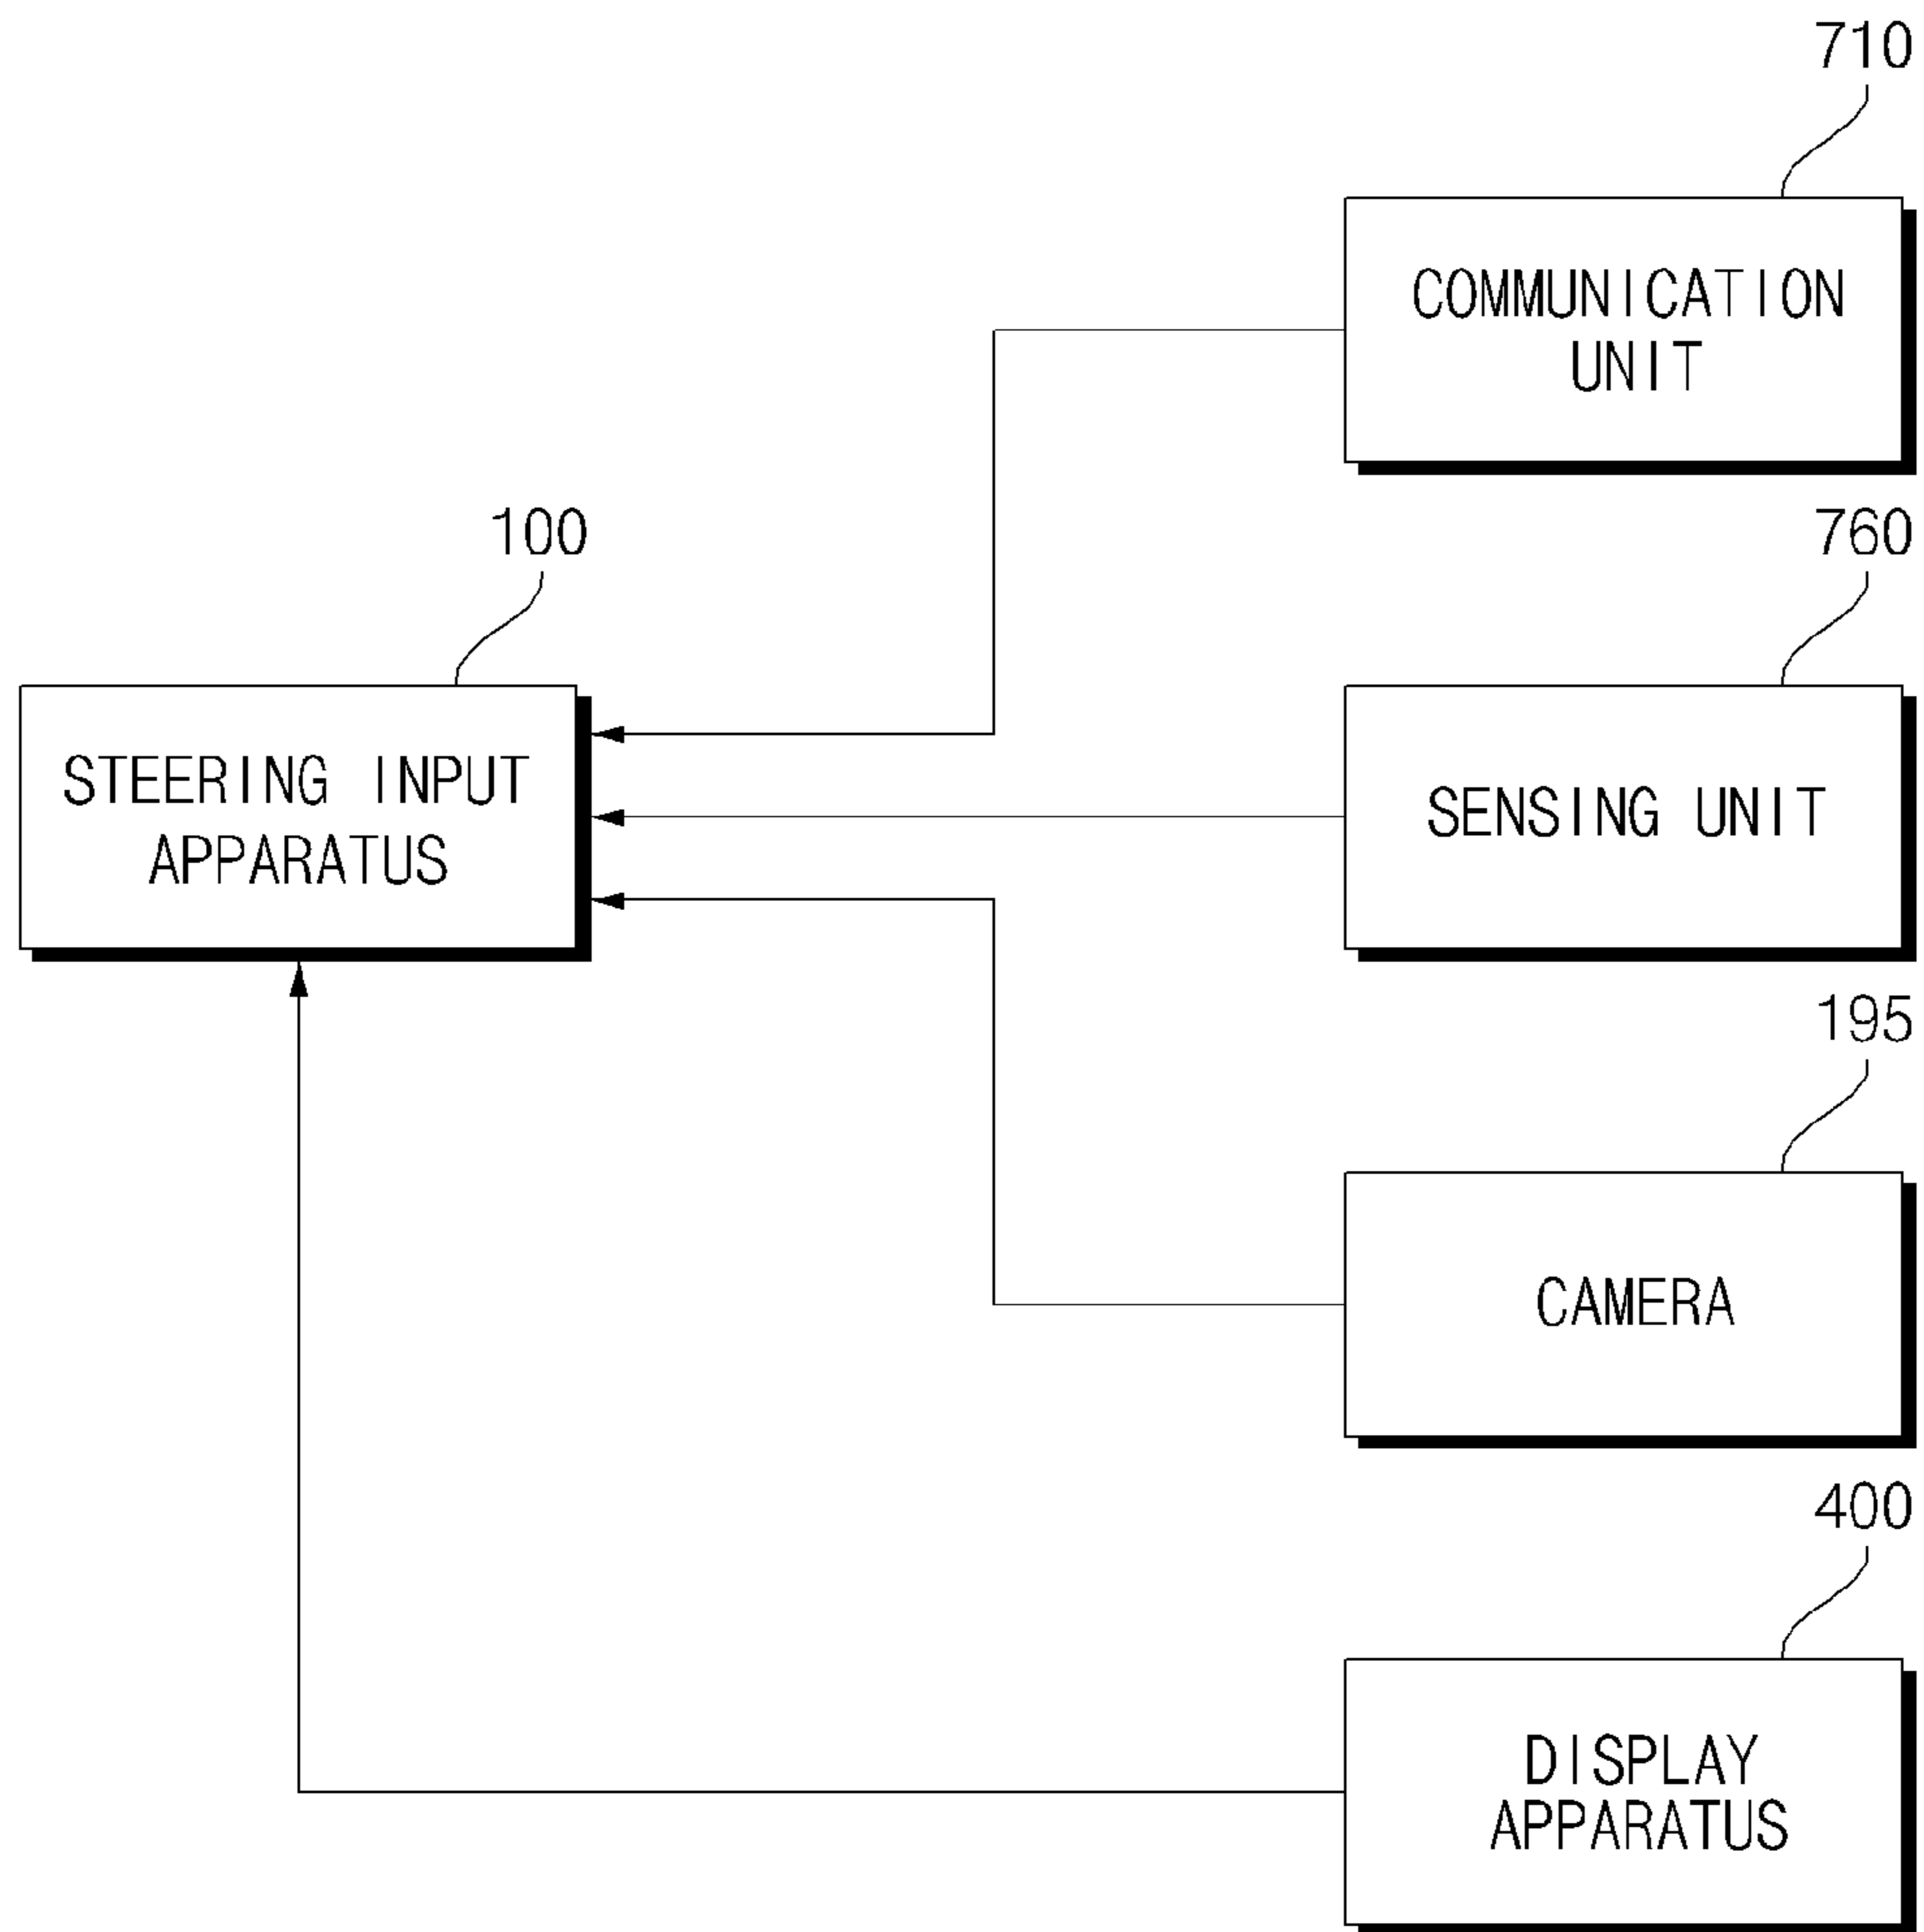 710
COMMUNICATION
UNIT
100
760
STEERING INPUT
APPARATUS
SENSING UNIT
195
CAMERA
400
DISPLAY
APPARATUS